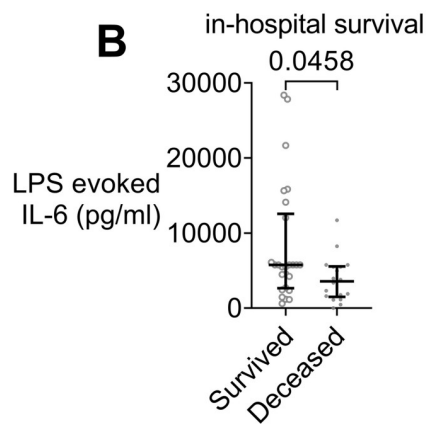 B
in-hospital survival
0.0458
30000
20000
10000
0
LPS evoked
IL-6 (pg/ml)
Survived
Deceased